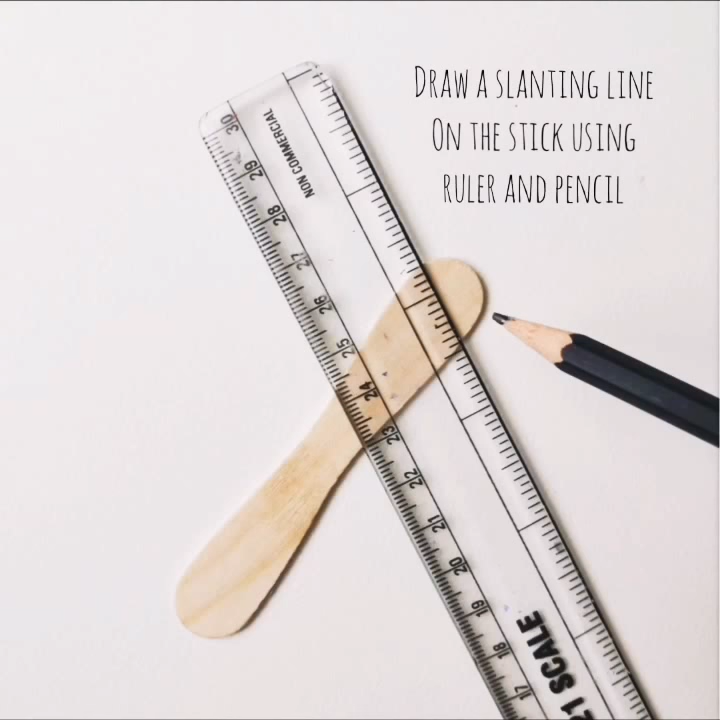 DRAW A SLANTING LINE
ON THE STICK USING
RULER AND PENCIL
NON COMMERCIAL
30
29
28
27
26
25
24
23
22
21
20
19
18
17
21 SCALE